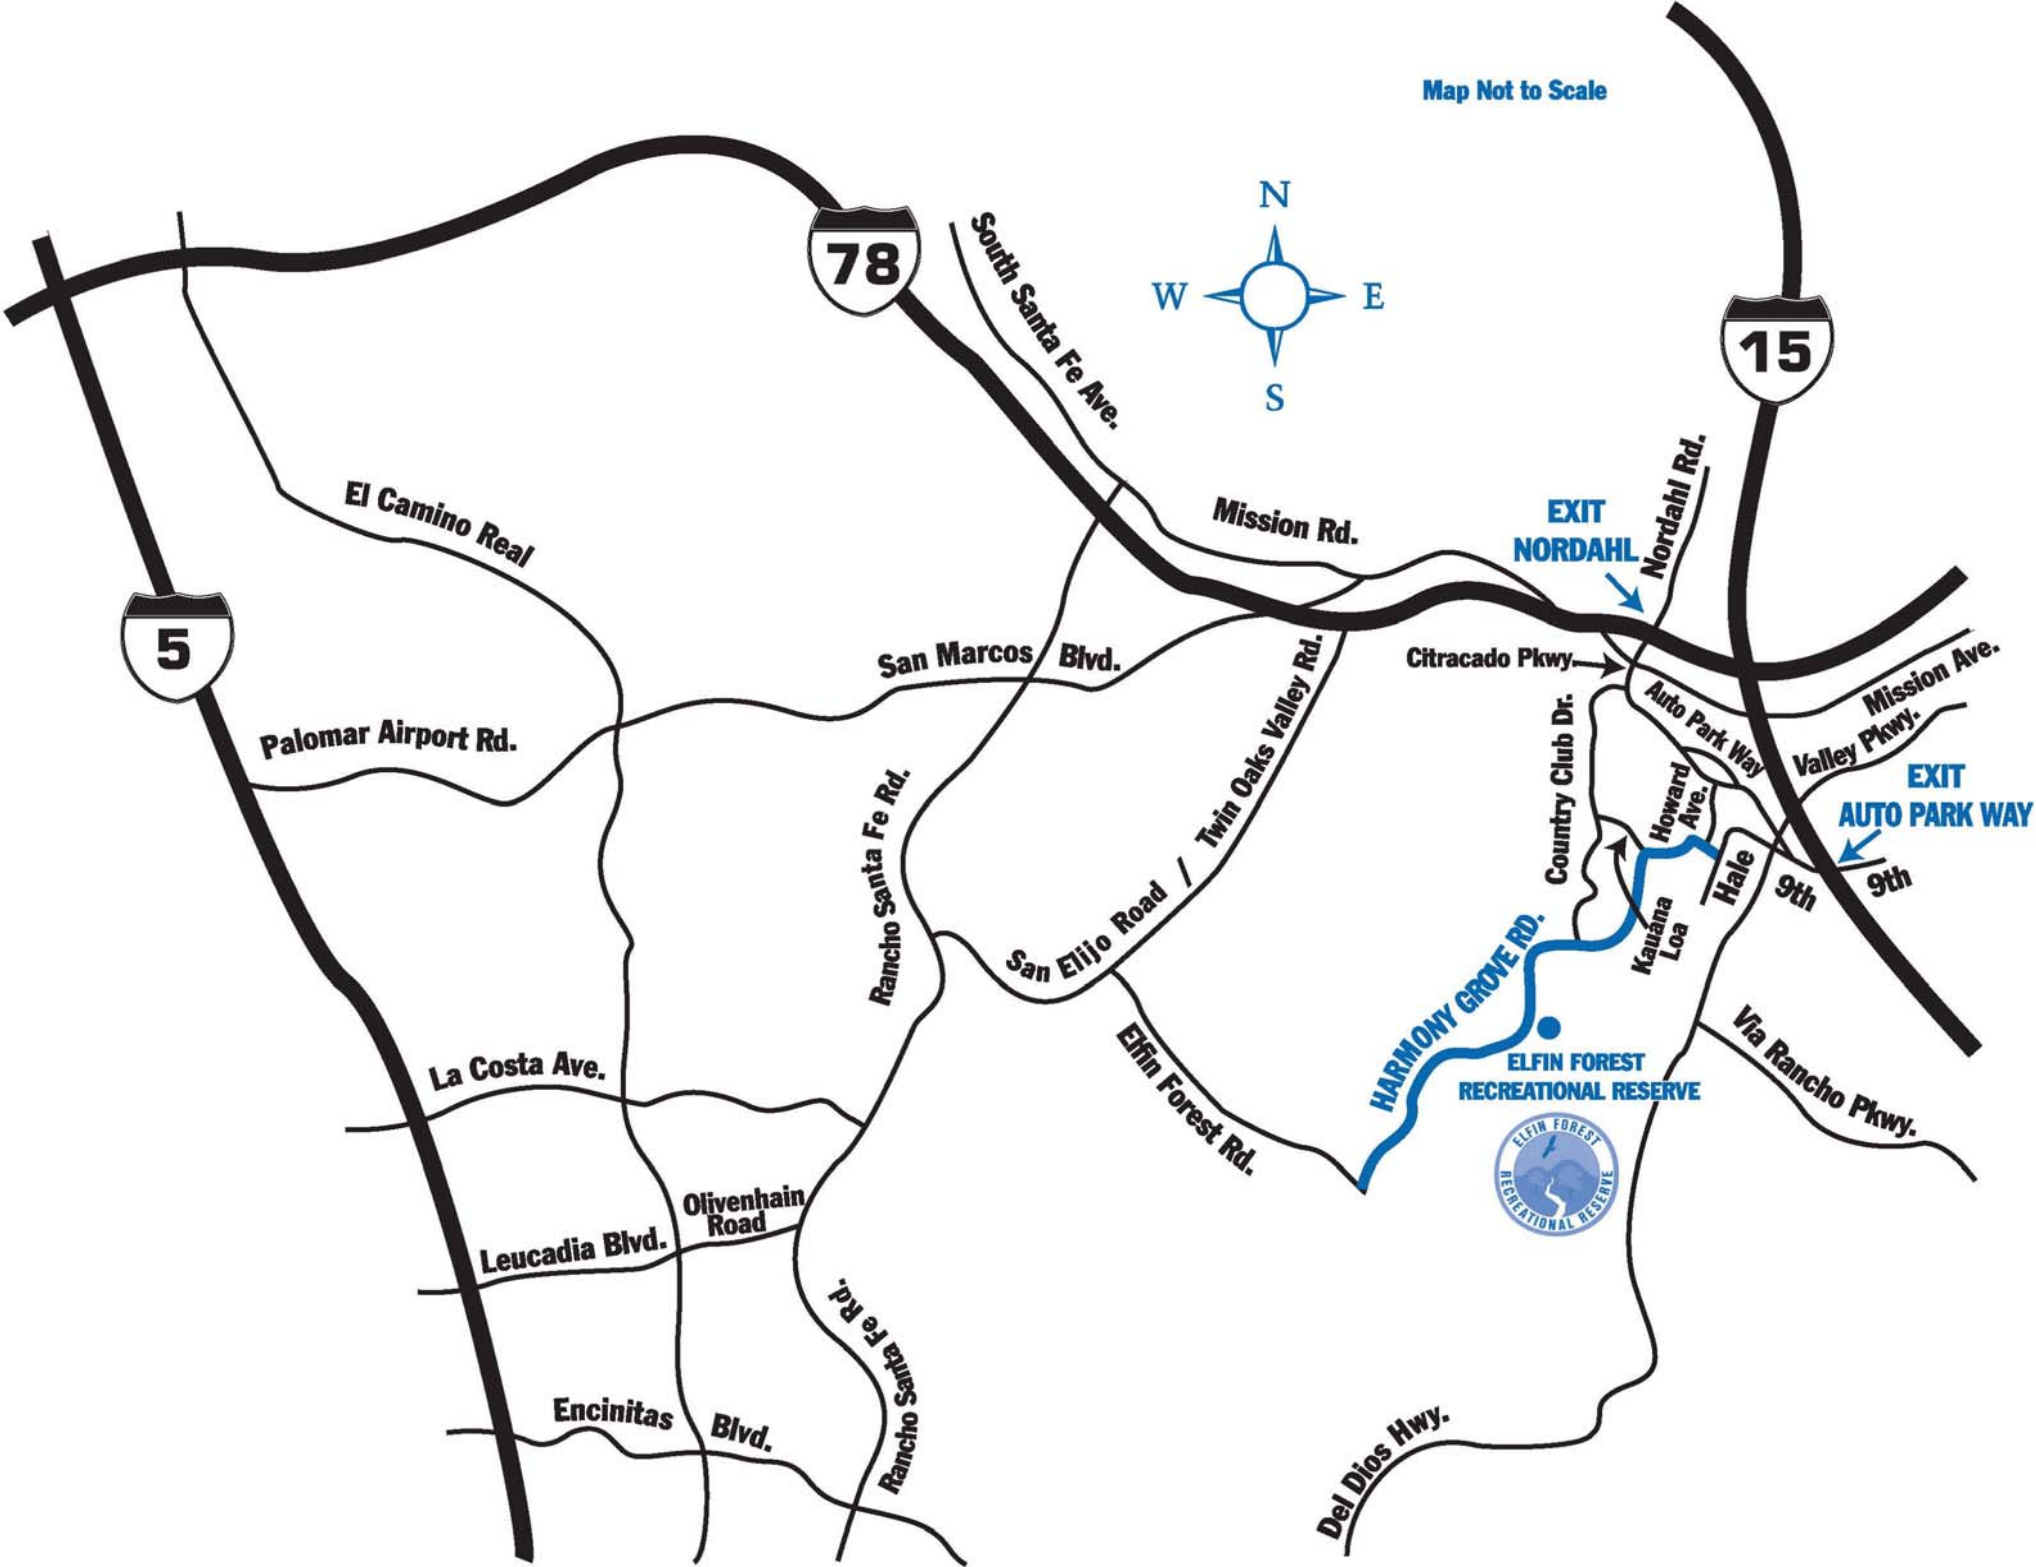 Map Not to Scale
N
W
E
S
78
15
5
South Santa Fe Ave.
Mission Rd.
EXIT
NORDAHL
Nordahl Rd.
El Camino Real
San Marcos Blvd.
Citracado Pkwy.
Palomar Airport Rd.
Auto Park Way
Mission Ave.
Valley Pkwy.
EXIT
AUTO PARK WAY
Country Club Dr.
Howard
Ave.
Hale
9th
9th
Kauana
Loa
Rancho Santa Fe Rd.
San Elijo Road / Twin Oaks Valley Rd.
HARMONY GROVE RD.
ELFIN FOREST
RECREATIONAL RESERVE
ELFIN FOREST
RECREATIONAL RESERVE
Elfin Forest Rd.
Via Rancho Pkwy.
La Costa Ave.
Olivenhain
Road
Leucadia Blvd.
Rancho Santa Fe Rd.
Encinitas Blvd.
Del Dios Hwy.